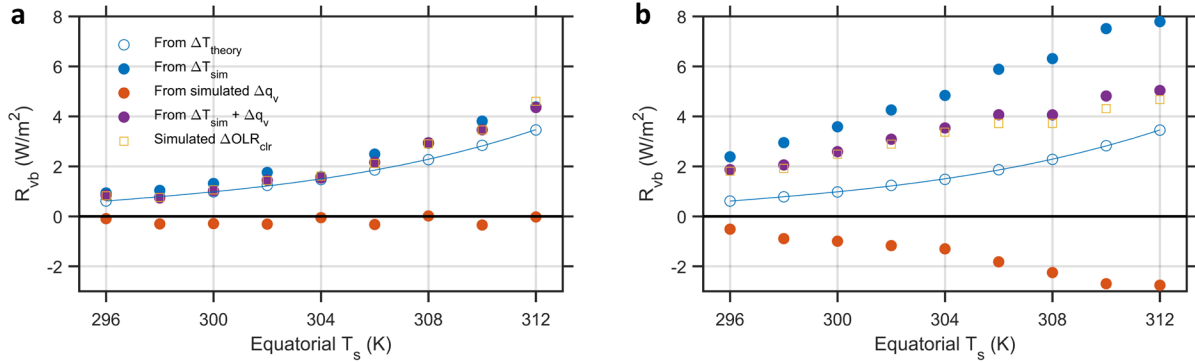 a
8
6
4
2
0
-2
R_vb (W/m²)
From ΔT_theory
From ΔT_sim
From simulated Δq_v
From ΔT_sim + Δq_v
Simulated ΔOLR_clr
296 300 304 308 312
Equatorial T_s (K)
b
8
6
4
2
0
-2
R_vb (W/m²)
296 300 304 308 312
Equatorial T_s (K)